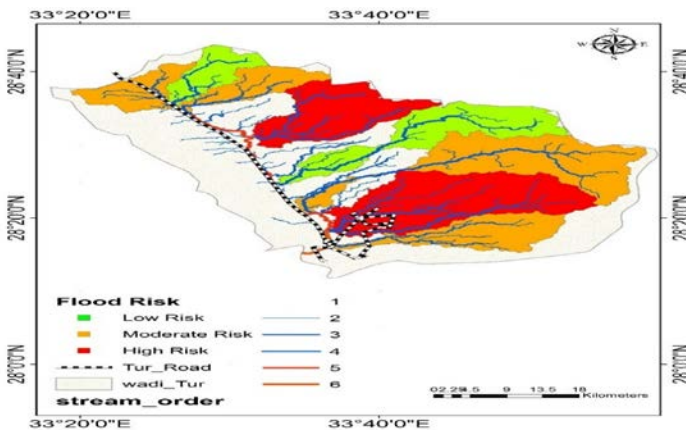 33°20'0"E 33°40'0"E
N
W E
S
28°40'0"N 28°40'0"N
28°20'0"N 28°20'0"N
28°0'0"N 28°0'0"N
Flood Risk
Low Risk
Moderate Risk
High Risk
Tur_Road
wadi_Tur
stream_order
1
2
3
4
5
6
9 13.5 18
Kilometers
33°20'0"E 33°40'0"E